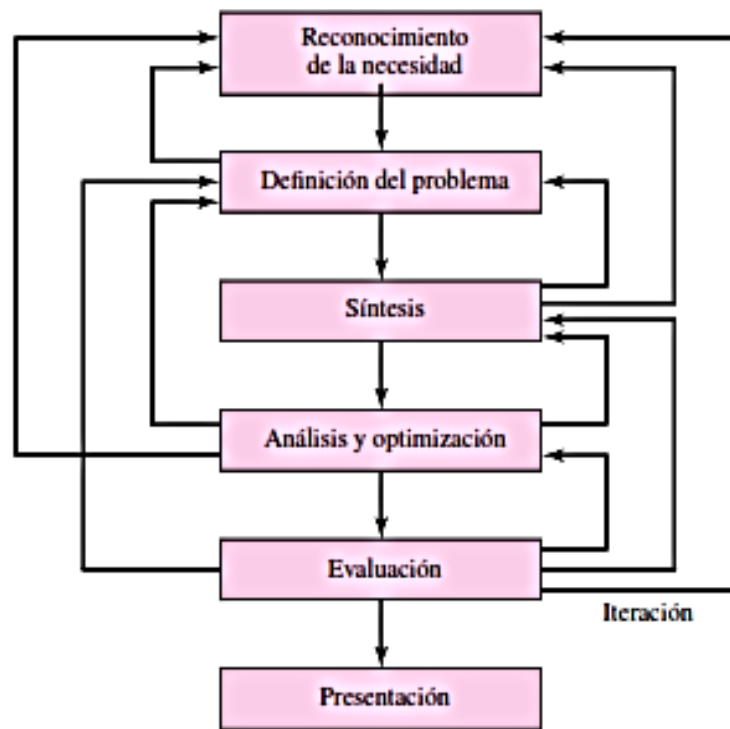 Reconocimiento
de la necesidad
Definición del problema
Síntesis
Análisis y optimización
Evaluación
Iteración
Presentación